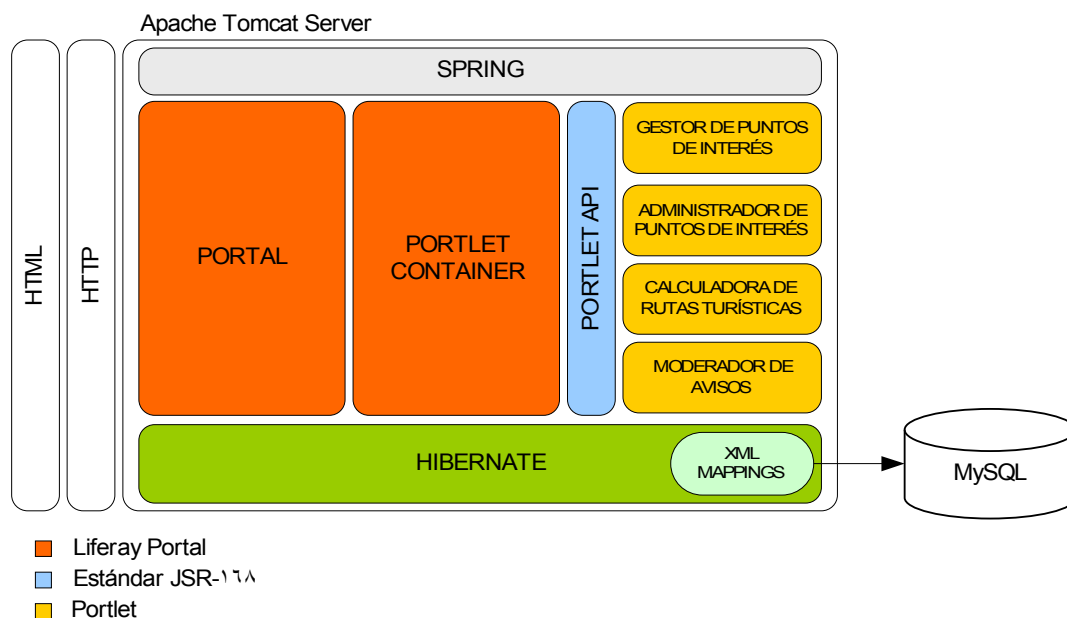 Apache Tomcat Server
HTML
HTTP
SPRING
PORTAL
PORTLET
CONTAINER
PORTLET API
GESTOR DE PUNTOS
DE INTERÉS
ADMINISTRADOR DE
PUNTOS DE INTERÉS
CALCULADORA DE
RUTAS TURÍSTICAS
MODERADOR DE
AVISOS
HIBERNATE
XML
MAPPINGS
MySQL
Liferay Portal
Estándar JSR-١٦٨
Portlet